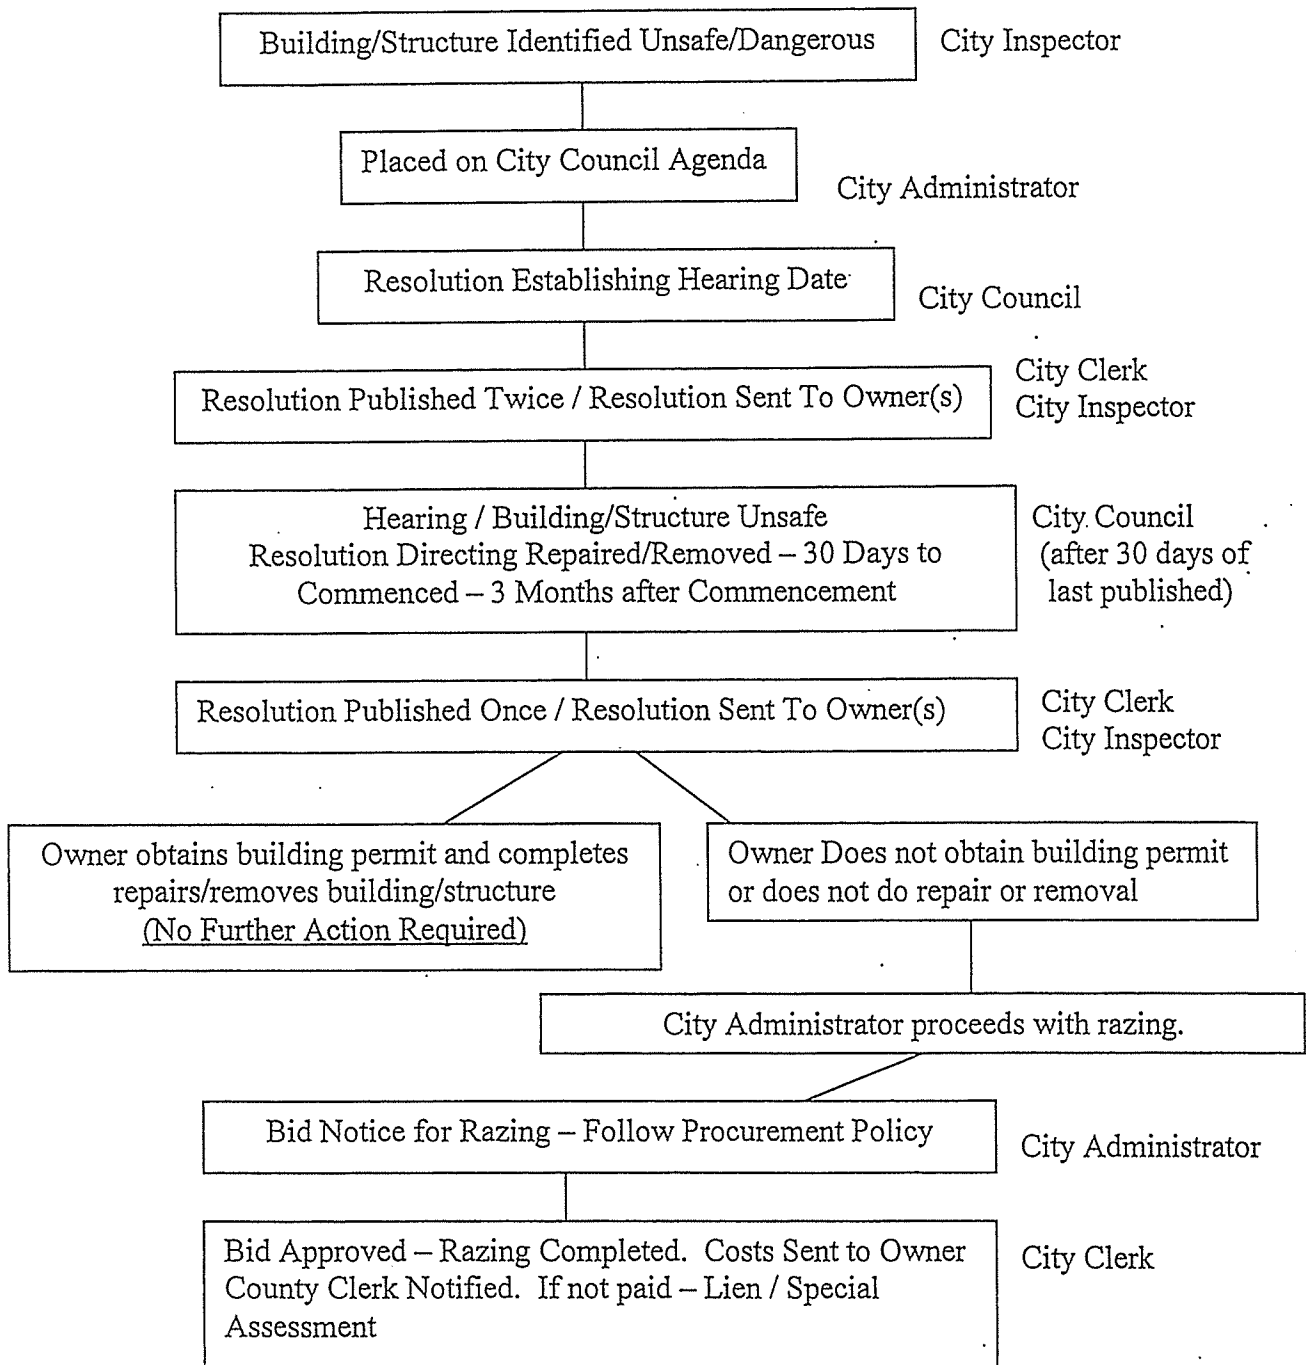 Building/Structure Identified Unsafe/Dangerous
City Inspector
Placed on City Council Agenda
City Administrator
Resolution Establishing Hearing Date
City Council
Resolution Published Twice / Resolution Sent To Owner(s)
City Clerk
City Inspector
Hearing / Building/Structure Unsafe
Resolution Directing Repaired/Removed – 30 Days to
Commenced – 3 Months after Commencement
City Council
(after 30 days of
last published)
Resolution Published Once / Resolution Sent To Owner(s)
City Clerk
City Inspector
Owner obtains building permit and completes
repairs/removes building/structure
(No Further Action Required)
Owner Does not obtain building permit
or does not do repair or removal
City Administrator proceeds with razing.
Bid Notice for Razing – Follow Procurement Policy
City Administrator
Bid Approved – Razing Completed. Costs Sent to Owner
County Clerk Notified. If not paid – Lien / Special
Assessment
City Clerk